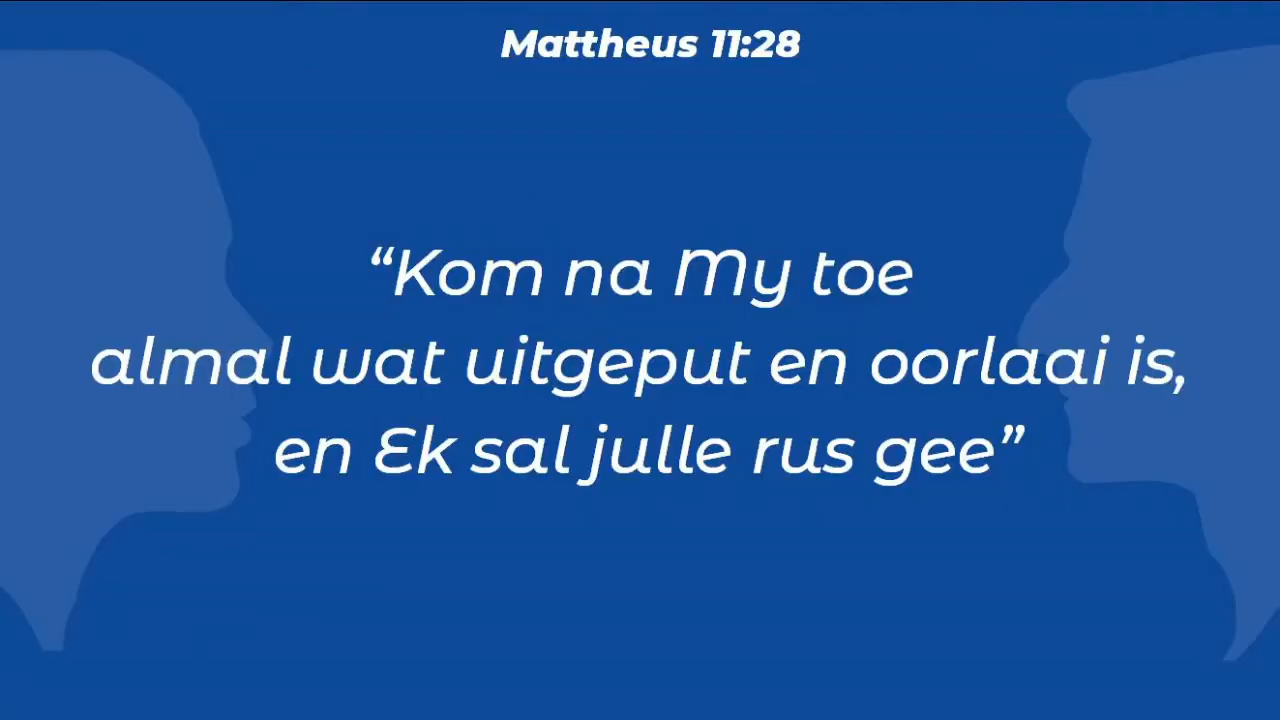 Mattheus 11:28
“Kom na My toe
almal wat uitgeput en oorlaai is,
en Ek sal julle rus gee”